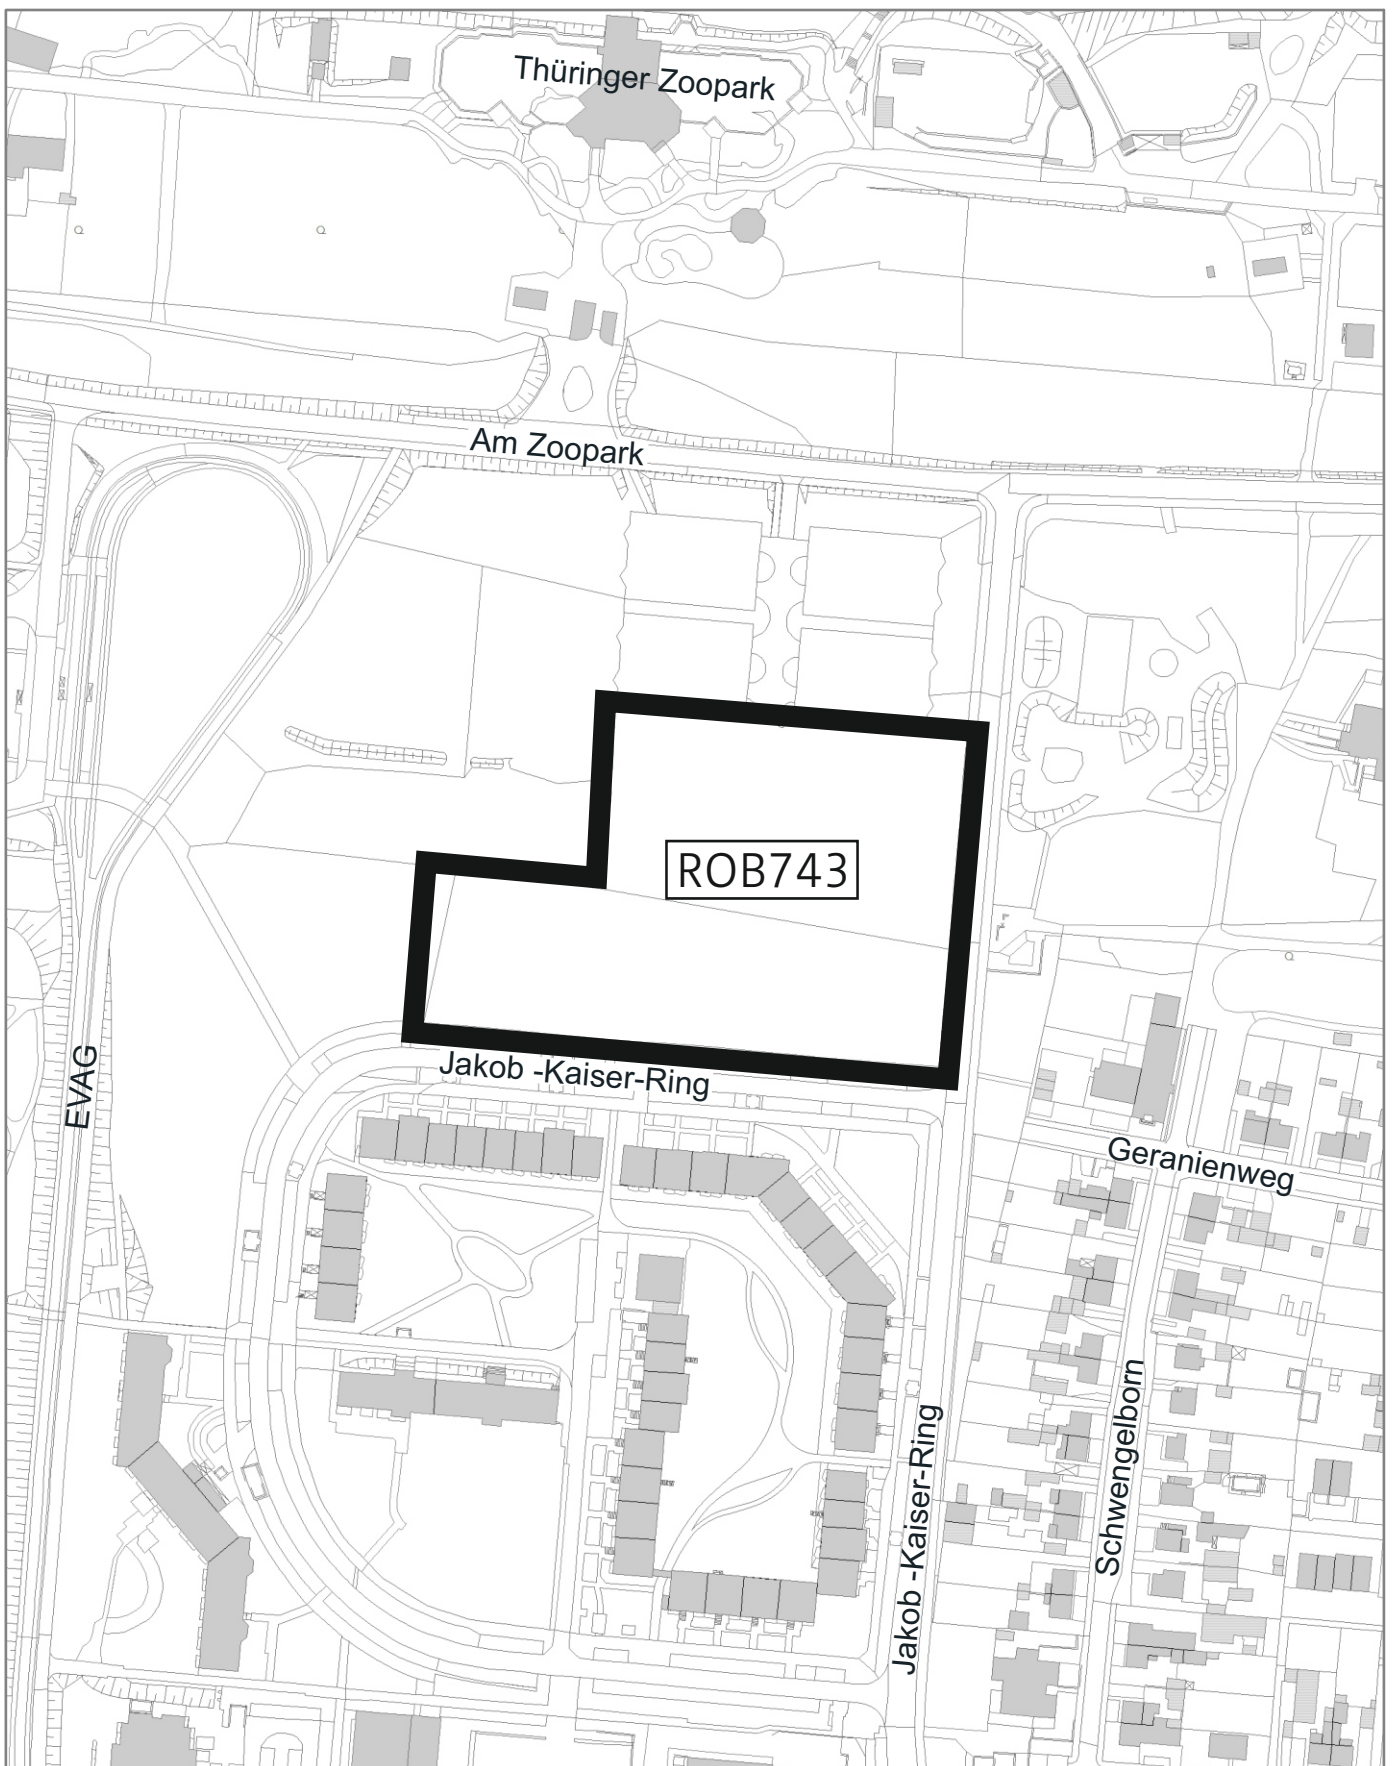 Thüringer Zoopark
Am Zoopark
ROB743
EVAG
Jakob -Kaiser-Ring
Geranienweg
Schwengelborn
Jakob -Kaiser-Ring